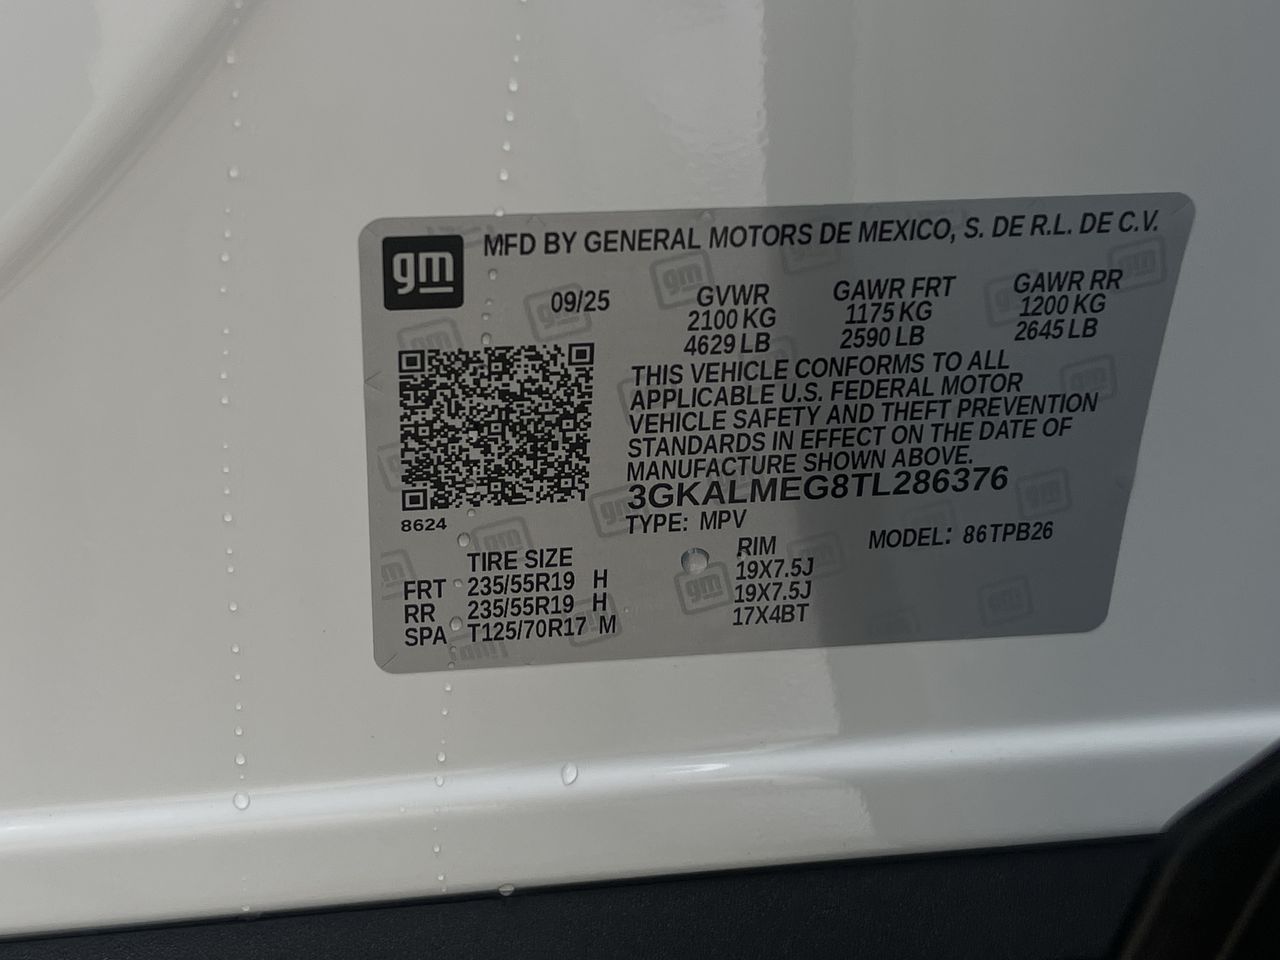 gm
MFD BY GENERAL MOTORS DE MEXICO, S. DE R.L. DE C.V.
09/25 GVWR GAWR FRT GAWR RR
2100 KG 1175 KG 1200 KG
4629 LB 2590 LB 2645 LB
THIS VEHICLE CONFORMS TO ALL
APPLICABLE U.S. FEDERAL MOTOR
VEHICLE SAFETY AND THEFT PREVENTION
STANDARDS IN EFFECT ON THE DATE OF
MANUFACTURE SHOWN ABOVE.
3GKALMEG8TL286376
8624
TYPE: MPV MODEL: 86TPB26
TIRE SIZE RIM
FRT 235/55R19 H 19X7.5J
RR 235/55R19 H 19X7.5J
SPA T125/70R17 M 17X4BT